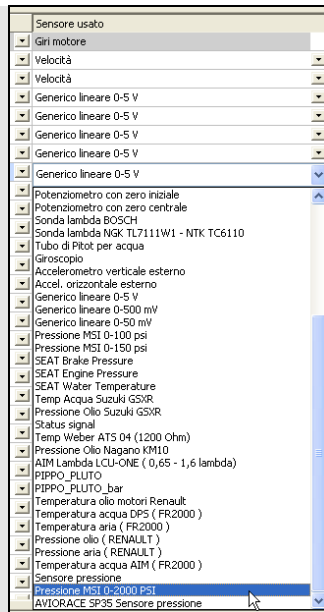 Sensore usato
Giri motore
Velocità
Velocità
Generico lineare 0-5 V
Generico lineare 0-5 V
Generico lineare 0-5 V
Generico lineare 0-5 V
Generico lineare 0-5 V
Potenziometro con zero iniziale
Potenziometro con zero centrale
Sonda lambda BOSCH
Sonda lambda NGK TL7111W1 - NTK TC6110
Tubo di Pitot per acqua
Giroscopio
Accelerometro verticale esterno
Accel. orizzontale esterno
Generico lineare 0-5 V
Generico lineare 0-500 mV
Generico lineare 0-50 mV
Pressione MSI 0-100 psi
Pressione MSI 0-150 psi
SEAT Brake Pressure
SEAT Engine Pressure
SEAT Water Temperature
Temp Acqua Suzuki GSXR
Pressione Olio Suzuki GSXR
Status signal
Temp Weber ATS 04 (1200 Ohm)
Pressione Olio Nagano KM10
AIM Lambda LCU-ONE ( 0,65 - 1,6 lambda)
PIPPO_PLUTO
PIPPO_PLUTO_bar
Temperatura olio motori Renault
Temperatura acqua DPS ( FR2000 )
Temperatura aria ( FR2000 )
Pressione olio ( RENAULT )
Pressione aria ( RENAULT )
Temperatura acqua AIM ( FR2000 )
Sensore pressione
Pressione MSI 0-2000 PSI
AVIORACE SP35 Sensore pressione